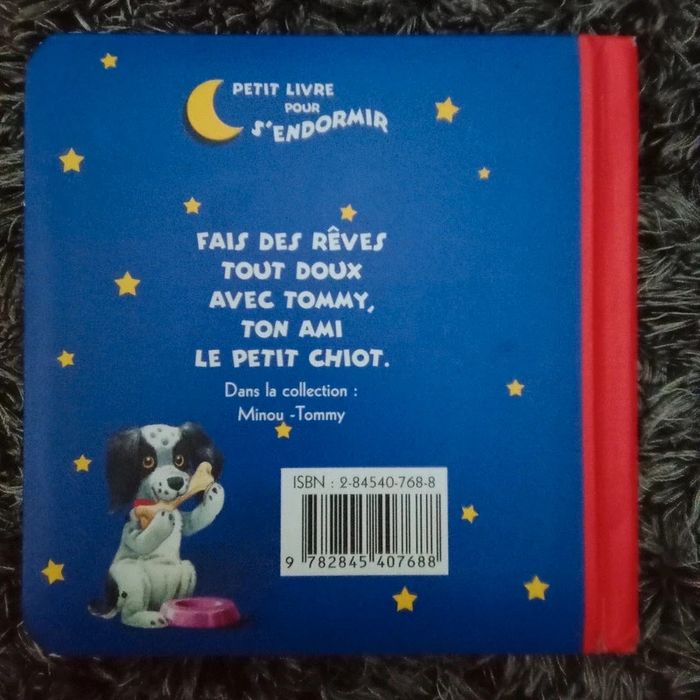 PETIT LIVRE
POUR
S'ENDORMIR
FAIS DES RÊVES
TOUT DOUX
AVEC TOMMY,
TON AMI
LE PETIT CHIOT.
Dans la collection :
Minou -Tommy
ISBN : 2-84540-768-8
9 782845 407688